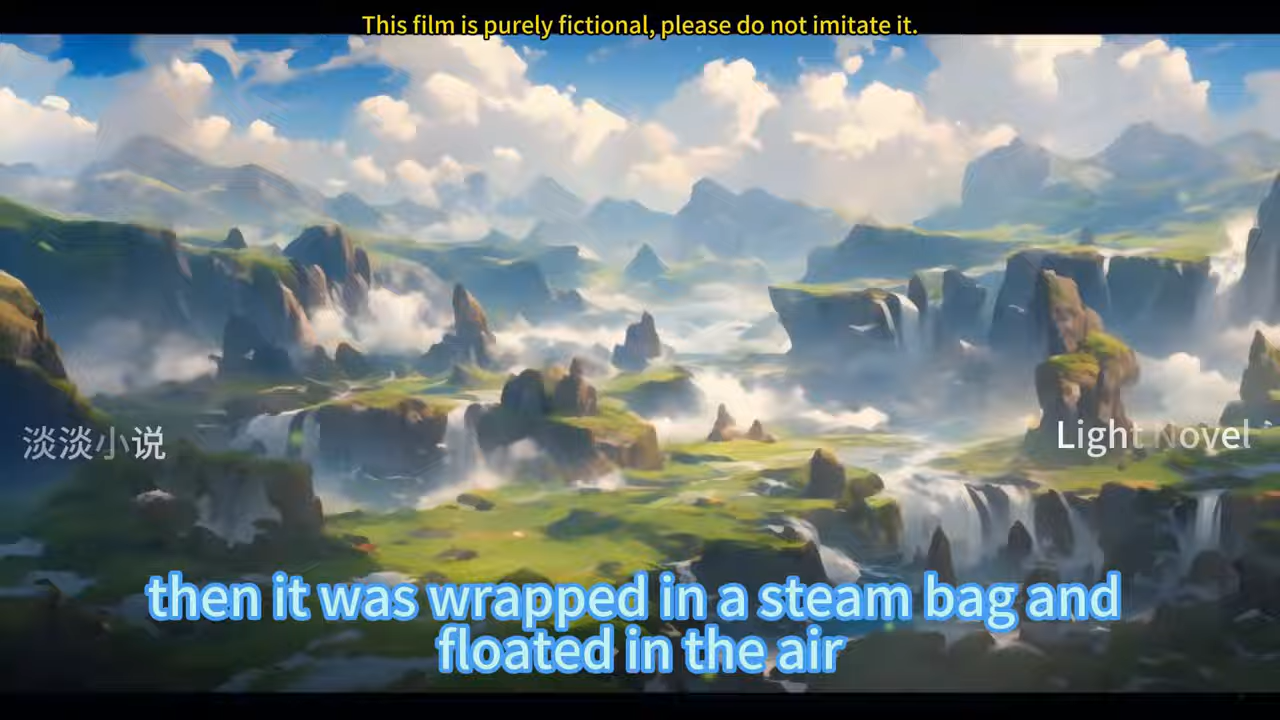 This film is purely fictional, please do not imitate it.
淡淡小说
Light Novel
then it was wrapped in a steam bag and
floated in the air